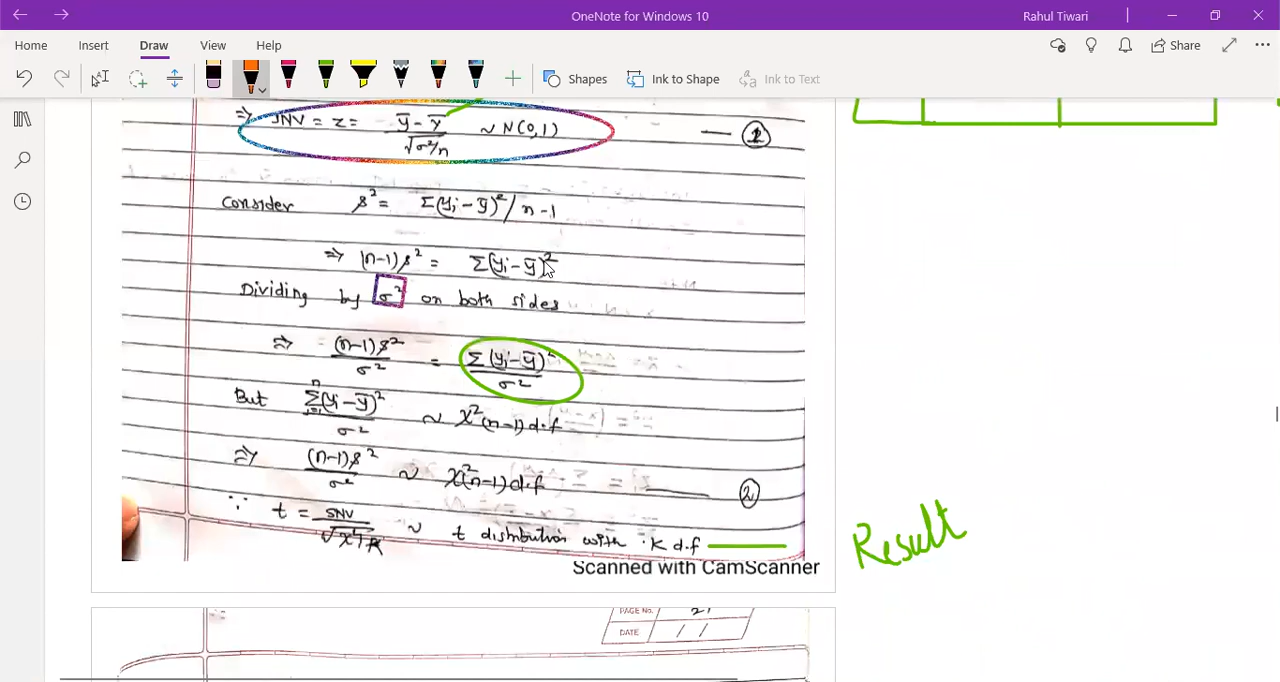 OneNote for Windows 10
Rahul Tiwari
Home Insert Draw View Help
Share
Shapes
Ink to Shape
Ink to Text
⇒ SNV = z = (ȳ - Ȳ) / √(σ²/n) ~ N(0,1) — ①
Consider s² = Σ(yi - ȳ)² / n-1
⇒ (n-1)s² = Σ(yi - ȳ)²
Dividing by σ² on both sides
⇒ (n-1)s² / σ² = Σ(yi - ȳ)² / σ²
But Σ(yi - ȳ)² / σ² ~ χ²(n-1) d.f
⇒ (n-1)s² / σ² ~ χ²(n-1) d.f — ②
∵ t = SNV / √(χ²/k) ~ t distribution with k d.f
Result
Scanned with CamScanner
PAGE No.
DATE / /